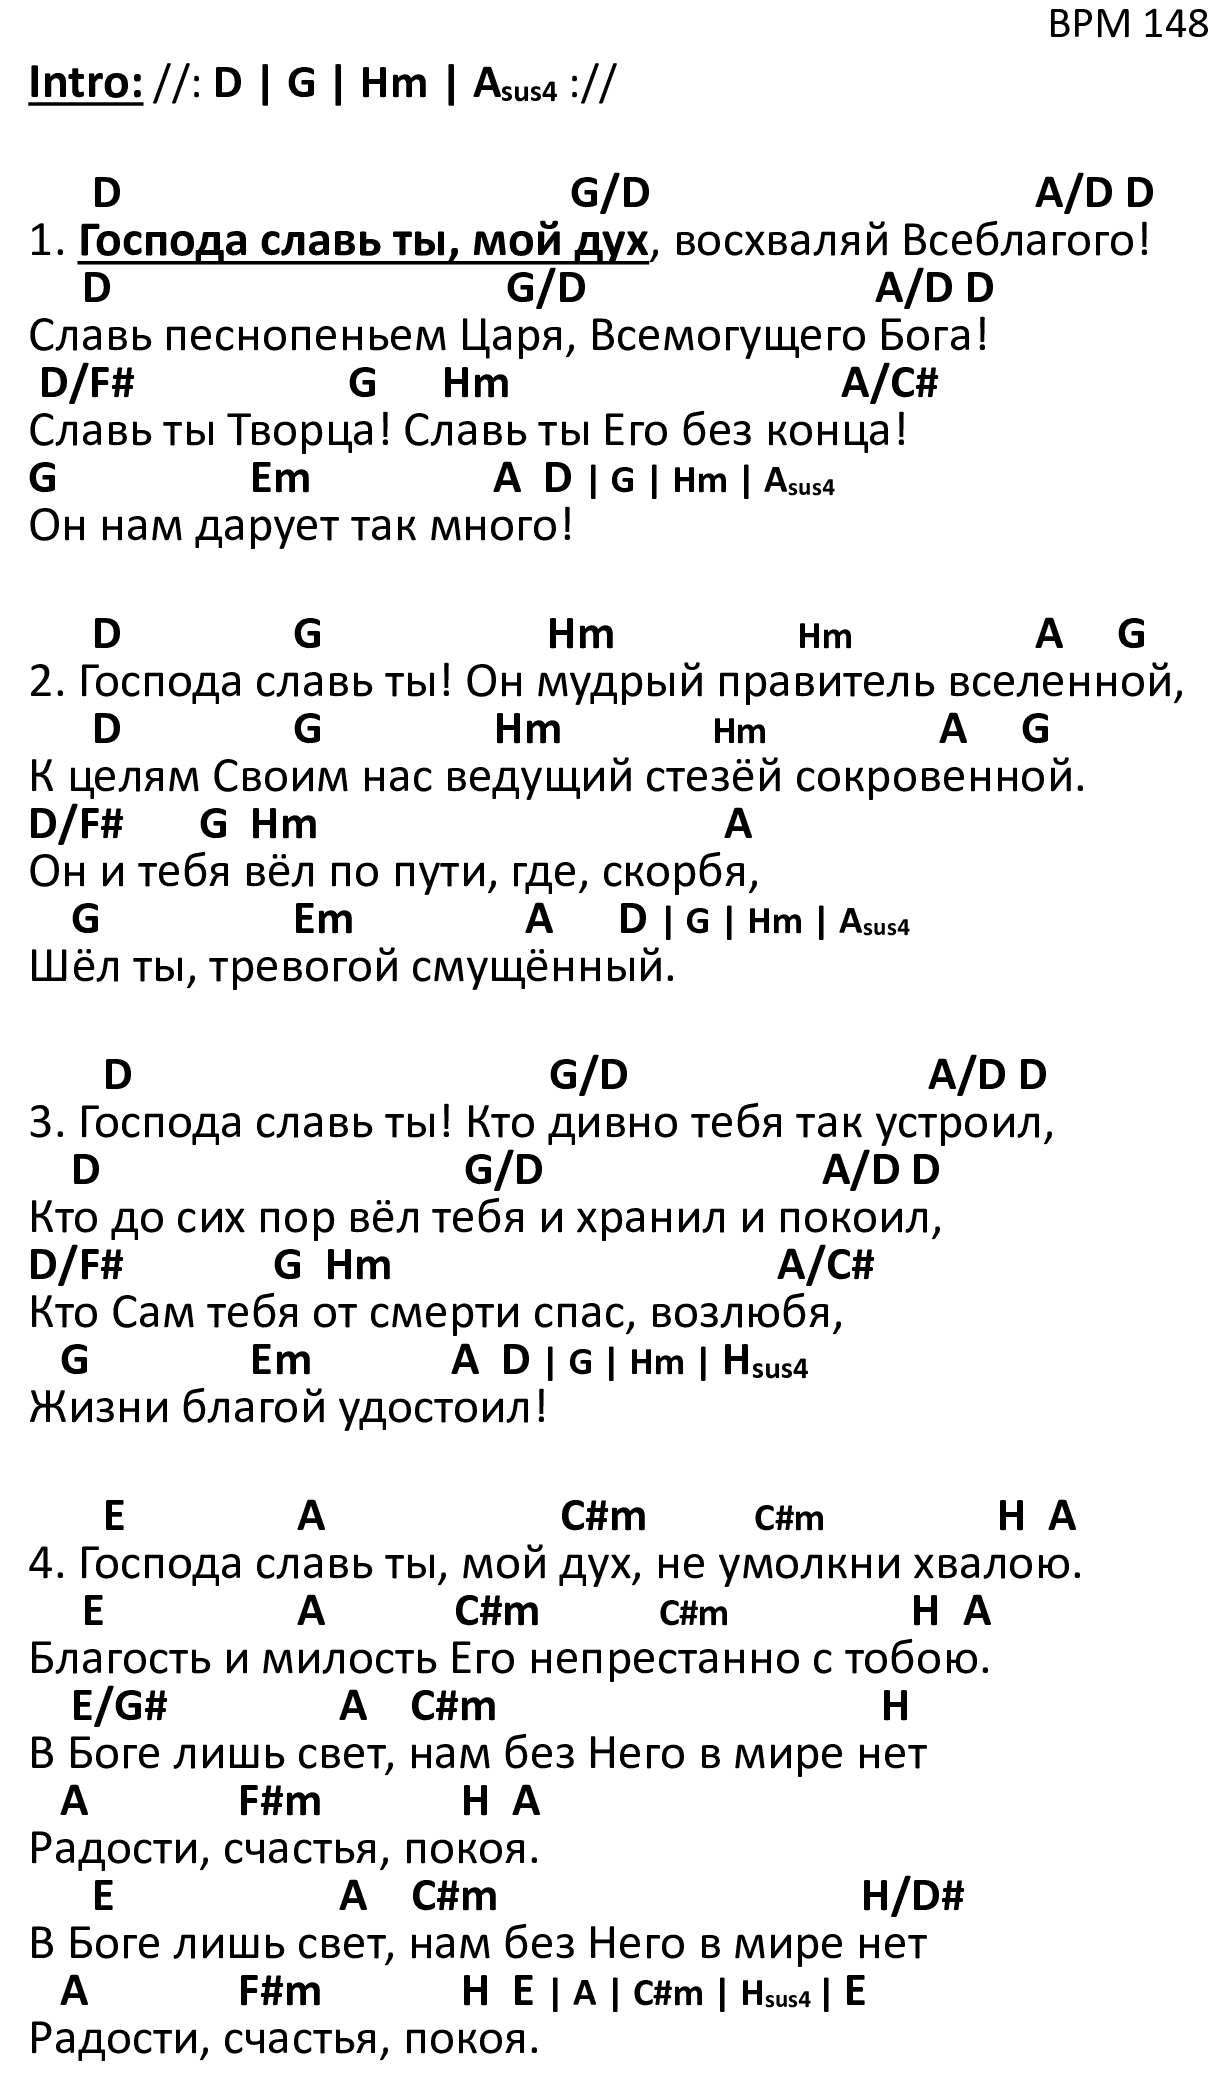 BPM 148
Intro: //: D | G | Hm | Asus4 ://
D G/D A/D D
1. Господа славь ты, мой дух, восхваляй Всеблагого!
D G/D A/D D
Славь песнопеньем Царя, Всемогущего Бога!
D/F# G Hm A/C#
Славь ты Творца! Славь ты Его без конца!
G Em A D | G | Hm | Asus4
Он нам дарует так много!
D G Hm Hm A G
2. Господа славь ты! Он мудрый правитель вселенной,
D G Hm Hm A G
К целям Своим нас ведущий стезёй сокровенной.
D/F# G Hm A
Он и тебя вёл по пути, где, скорбя,
G Em A D | G | Hm | Asus4
Шёл ты, тревогой смущённый.
D G/D A/D D
3. Господа славь ты! Кто дивно тебя так устроил,
D G/D A/D D
Кто до сих пор вёл тебя и хранил и покоил,
D/F# G Hm A/C#
Кто Сам тебя от смерти спас, возлюбя,
G Em A D | G | Hm | Hsus4
Жизни благой удостоил!
E A C#m C#m H A
4. Господа славь ты, мой дух, не умолкни хвалою.
E A C#m C#m H A
Благость и милость Его непрестанно с тобою.
E/G# A C#m H
В Боге лишь свет, нам без Него в мире нет
A F#m H A
Радости, счастья, покоя.
E A C#m H/D#
В Боге лишь свет, нам без Него в мире нет
A F#m H E | A | C#m | Hsus4 | E
Радости, счастья, покоя.